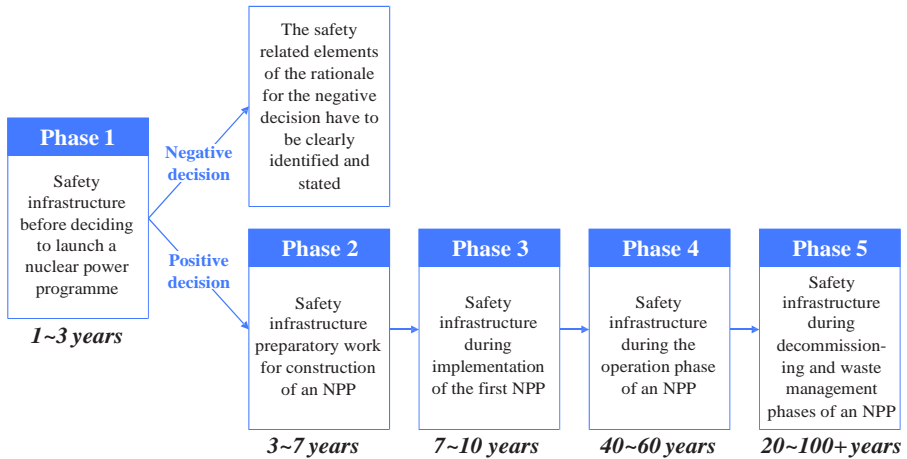 Phase 1
Safety
infrastructure
before deciding
to launch a
nuclear power
programme
1~3 years
Negative
decision
The safety
related elements
of the rationale
for the negative
decision have to
be clearly
identified and
stated
Positive
decision
Phase 2
Safety
infrastructure
preparatory work
for construction
of an NPP
3~7 years
Phase 3
Safety
infrastructure
during
implementation
of the first NPP
7~10 years
Phase 4
Safety
infrastructure
during the
operation phase
of an NPP
40~60 years
Phase 5
Safety
infrastructure
during
decommission-
ing and waste
management
phases of an NPP
20~100+ years